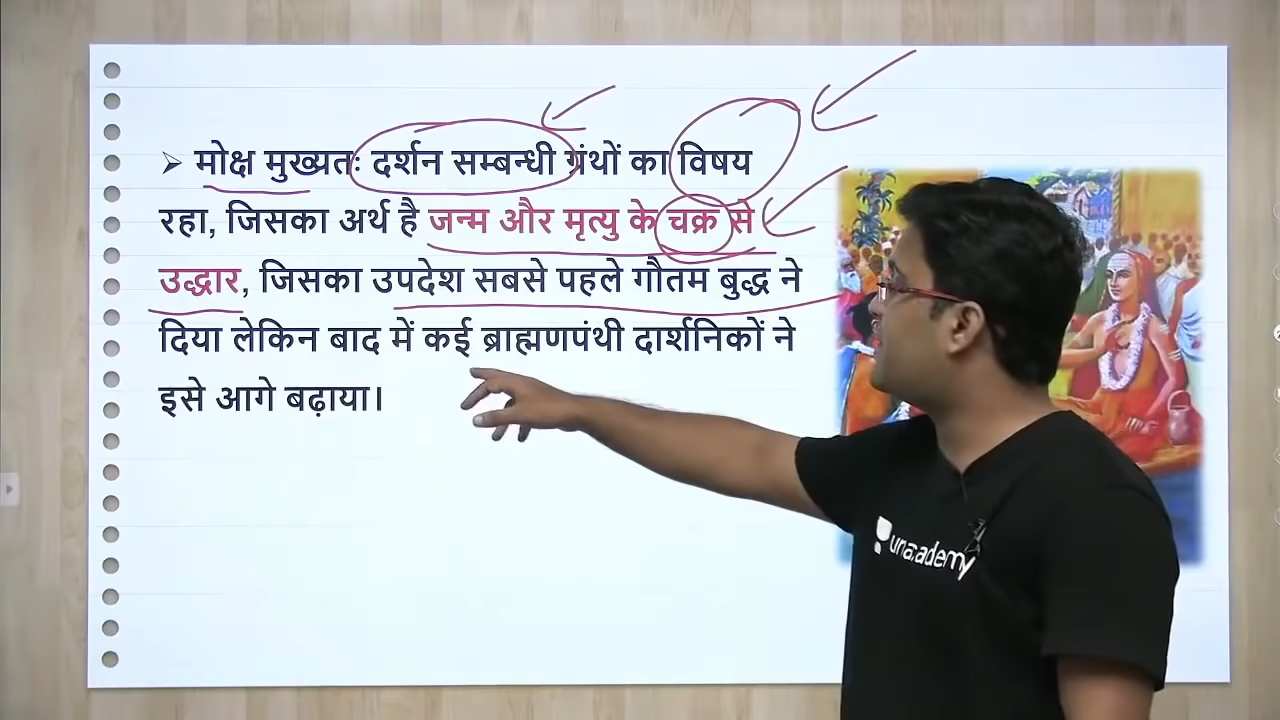 ➢ मोक्ष मुख्यतः दर्शन सम्बन्धी ग्रंथों का विषय
रहा, जिसका अर्थ है जन्म और मृत्यु के चक्र से
उद्धार, जिसका उपदेश सबसे पहले गौतम बुद्ध ने
दिया लेकिन बाद में कई ब्राह्मणपंथी दार्शनिकों ने
इसे आगे बढ़ाया।
unacademy